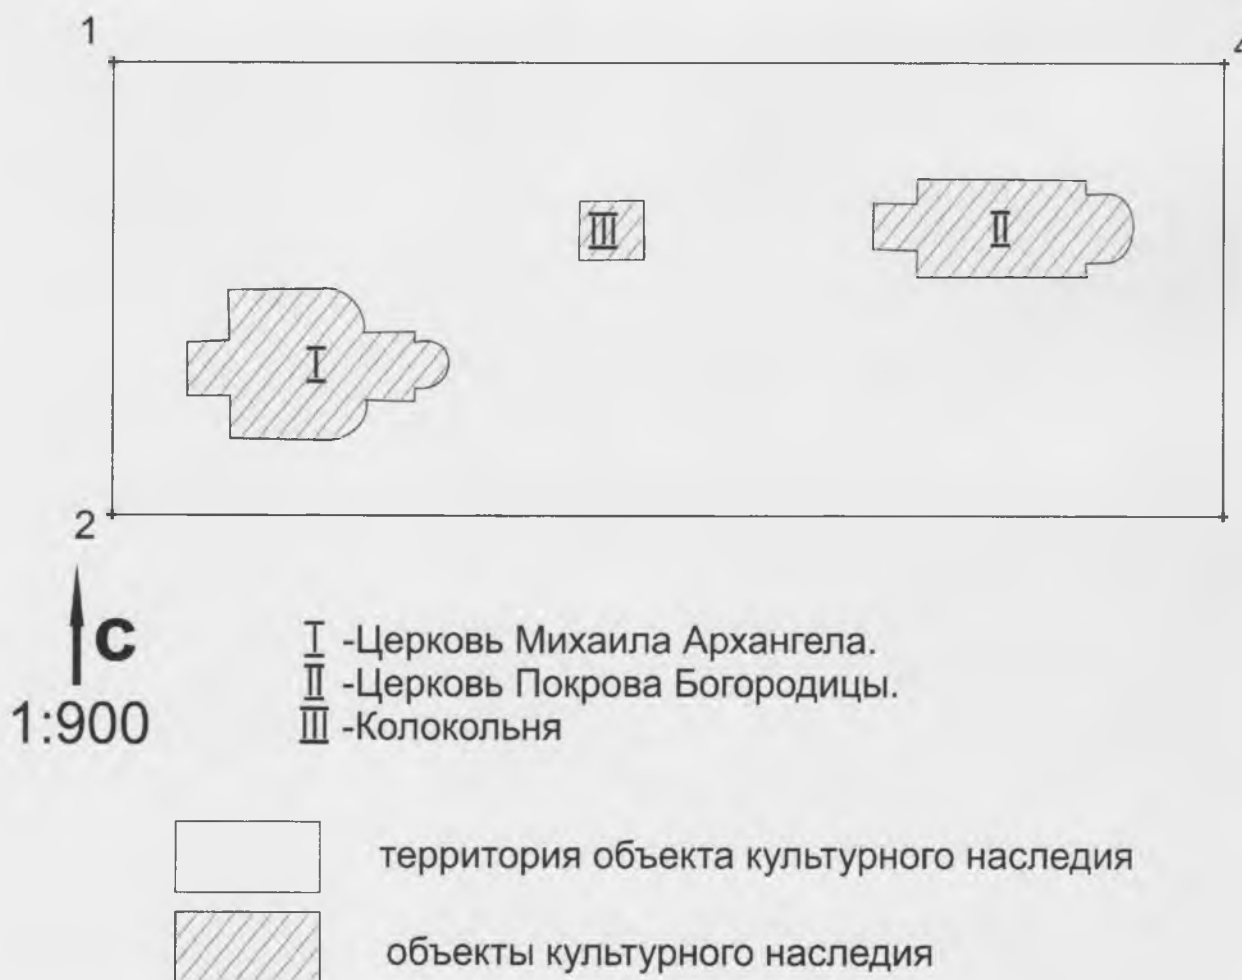 1
4
III
II
I
2
С
1:900
I -Церковь Михаила Архангела.
II -Церковь Покрова Богородицы.
III -Колокольня
территория объекта культурного наследия
объекты культурного наследия